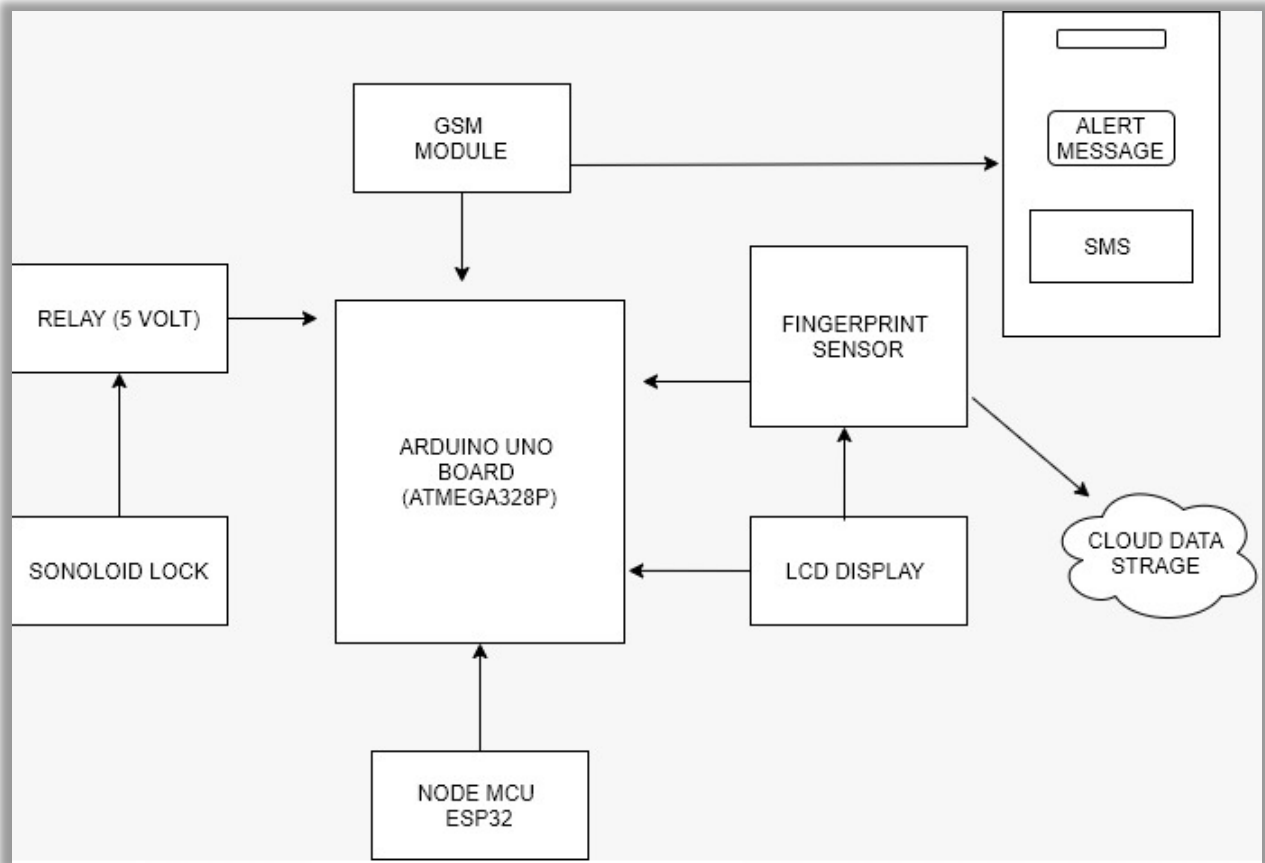 GSM
MODULE
ALERT
MESSAGE
SMS
RELAY (5 VOLT)
FINGERPRINT
SENSOR
ARDUINO UNO
BOARD
(ATMEGA328P)
SONOLOID LOCK
LCD DISPLAY
CLOUD DATA
STRAGE
NODE MCU
ESP32